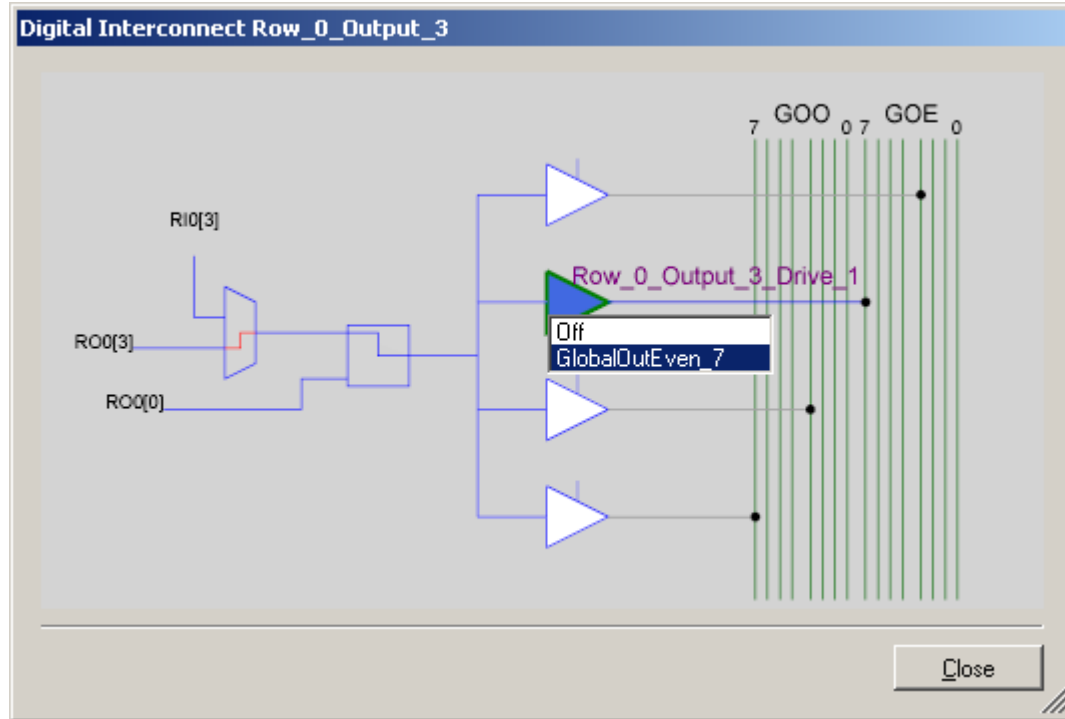 Digital Interconnect Row_0_Output_3
7 GOO 0 7 GOE 0
RI0[3]
Row_0_Output_3_Drive_1
Off
RO0[3]
GlobalOutEven_7
RO0[0]
Close